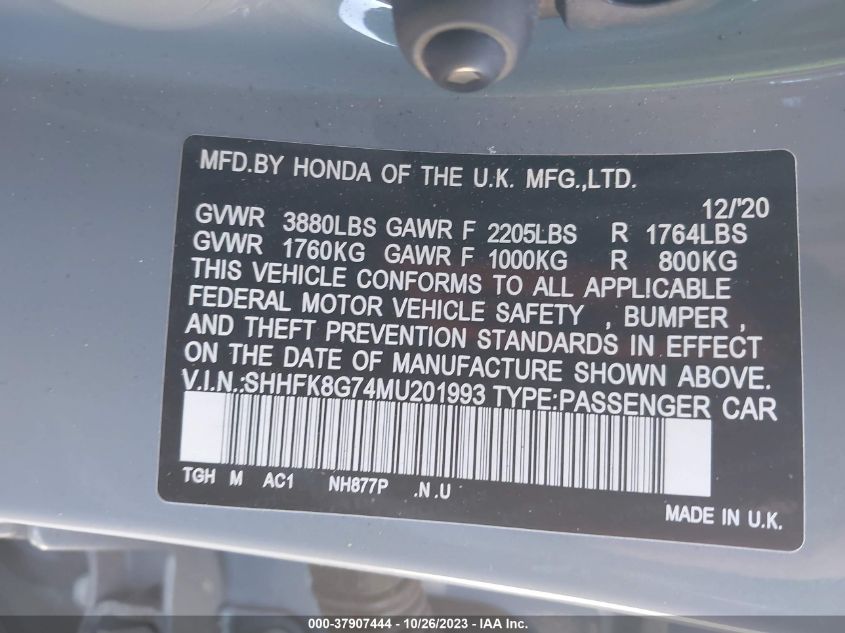 MFD.BY HONDA OF THE U.K. MFG.,LTD.
12/'20
GVWR 3880LBS GAWR F 2205LBS R 1764LBS
GVWR 1760KG GAWR F 1000KG R 800KG
THIS VEHICLE CONFORMS TO ALL APPLICABLE
FEDERAL MOTOR VEHICLE SAFETY , BUMPER ,
AND THEFT PREVENTION STANDARDS IN EFFECT
ON THE DATE OF MANUFACTURE SHOWN ABOVE.
V.I.N.:SHHFK8G74MU201993 TYPE:PASSENGER CAR
TGH M AC1 NH877P .N .U
MADE IN U.K.
000-37907444 - 10/26/2023 - IAA Inc.